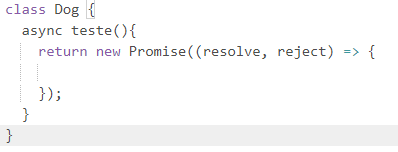 class Dog {
  async teste(){
    return new Promise((resolve, reject) => {
    });
  }
}